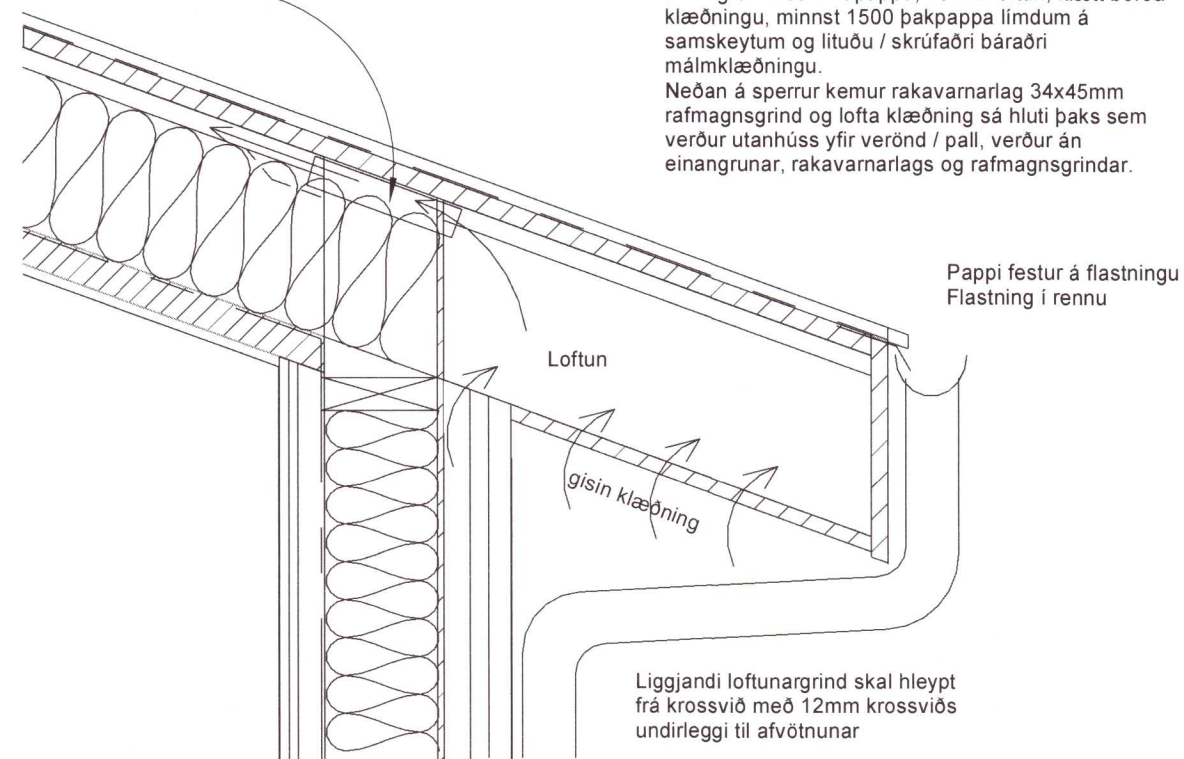 klæðningu, minnst 1500 þakpappa límdum á
samskeytum og lituðu / skrúfaðri báraðri
málmklæðningu.
Neðan á sperrur kemur rakavarnarlag 34x45mm
rafmagnsgrind og lofta klæðning sá hluti þaks sem
verður utanhúss yfir verönd / pall, verður án
einangrunar, rakavarnarlags og rafmagnsgrindar.
Pappi festur á flastningu
Flastning í rennu
Loftun
gisin klæðning
Liggjandi loftunargrind skal hleypt
frá krossvið með 12mm krossviðs
undirleggi til afvötnunar